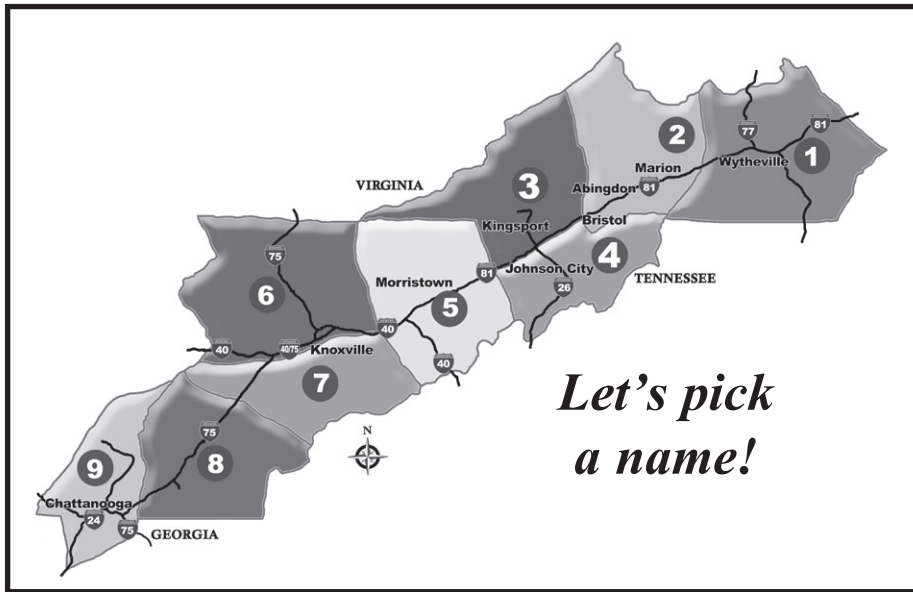 2
77
81
1
Marion
Wytheville
3
VIRGINIA
Abingdon
81
Kingsport
Bristol
4
75
Johnson City
TENNESSEE
81
6
Morristown
26
5
40
40
40/75
Knoxville
40
7
Let's pick
a name!
N
75
9
8
Chattanooga
24
75
GEORGIA